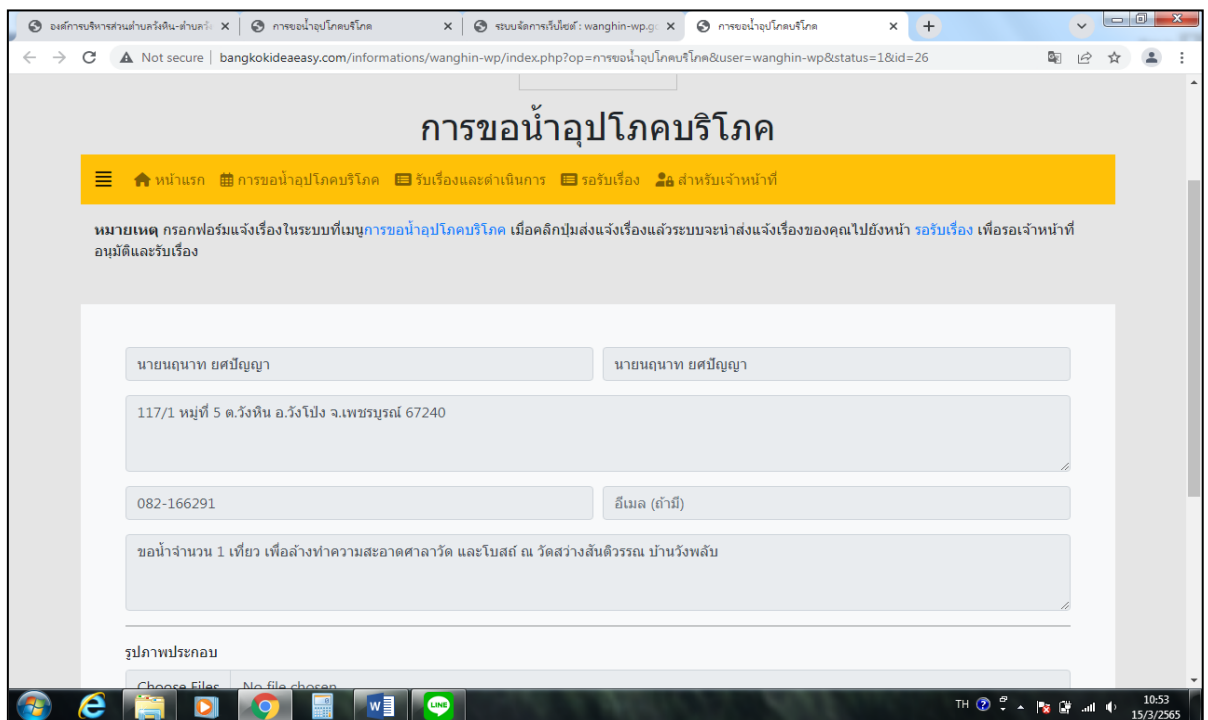 องค์การบริหารส่วนตำบลวังหิน-ตำบลวัง
การขอน้ำอุปโภคบริโภค
ระบบจัดการเว็บไซต์ : wanghin-wp.go
การขอน้ำอุปโภคบริโภค
Not secure | bangkokideaeasy.com/informations/wanghin-wp/index.php?op=การขอน้ำอุปโภคบริโภค&user=wanghin-wp&status=1&id=26
การขอน้ำอุปโภคบริโภค
หน้าแรก การขอน้ำอุปโภคบริโภค รับเรื่องและดำเนินการ รอรับเรื่อง สำหรับเจ้าหน้าที่
หมายเหตุ กรอกฟอร์มแจ้งเรื่องในระบบที่เมนูการขอน้ำอุปโภคบริโภค เมื่อคลิกปุ่มส่งแจ้งเรื่องแล้วระบบจะนำส่งแจ้งเรื่องของคุณไปยังหน้า รอรับเรื่อง เพื่อรอเจ้าหน้าที่
อนุมัติและรับเรื่อง
นายนฤนาท ยศปัญญา
นายนฤนาท ยศปัญญา
117/1 หมู่ที่ 5 ต.วังหิน อ.วังโป่ง จ.เพชรบูรณ์ 67240
082-166291
อีเมล (ถ้ามี)
ขอน้ำจำนวน 1 เที่ยว เพื่อล้างทำความสะอาดศาลาวัด และโบสถ์ ณ วัดสว่างสันติวรรณ บ้านวังพลับ
รูปภาพประกอบ
Choose Files No file chosen
LINE
TH
10:53
15/3/2565